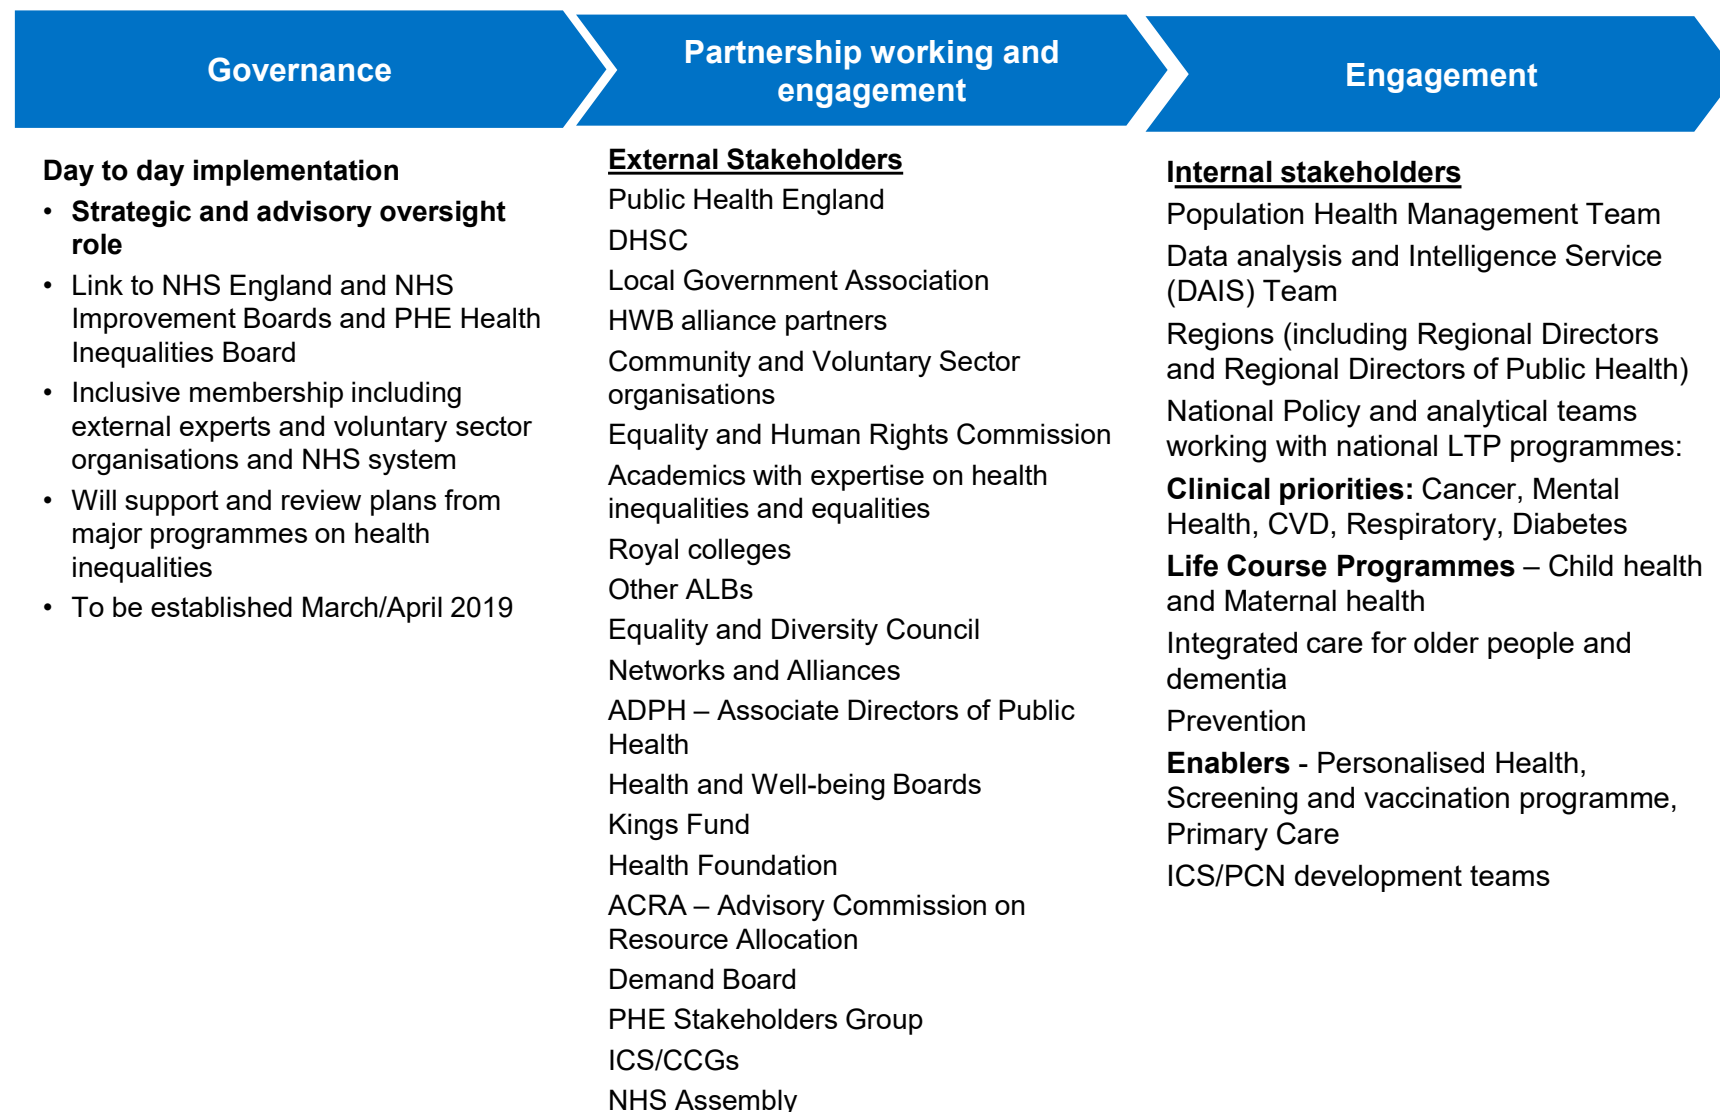 Governance
Day to day implementation
• Strategic and advisory oversight
role
• Link to NHS England and NHS
Improvement Boards and PHE Health
Inequalities Board
• Inclusive membership including
external experts and voluntary sector
organisations and NHS system
• Will support and review plans from
major programmes on health
inequalities
• To be established March/April 2019
Partnership working and
engagement
External Stakeholders
Public Health England
DHSC
Local Government Association
HWB alliance partners
Community and Voluntary Sector
organisations
Equality and Human Rights Commission
Academics with expertise on health
inequalities and equalities
Royal colleges
Other ALBs
Equality and Diversity Council
Networks and Alliances
ADPH – Associate Directors of Public
Health
Health and Well-being Boards
Kings Fund
Health Foundation
ACRA – Advisory Commission on
Resource Allocation
Demand Board
PHE Stakeholders Group
ICS/CCGs
NHS Assembly
Engagement
Internal stakeholders
Population Health Management Team
Data analysis and Intelligence Service
(DAIS) Team
Regions (including Regional Directors
and Regional Directors of Public Health)
National Policy and analytical teams
working with national LTP programmes:
Clinical priorities: Cancer, Mental
Health, CVD, Respiratory, Diabetes
Life Course Programmes – Child health
and Maternal health
Integrated care for older people and
dementia
Prevention
Enablers - Personalised Health,
Screening and vaccination programme,
Primary Care
ICS/PCN development teams